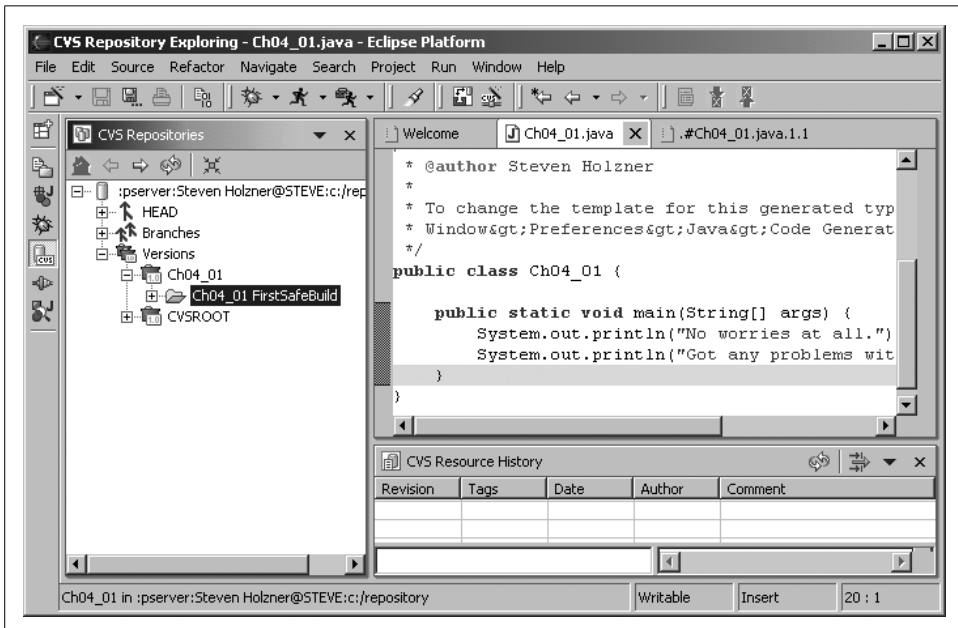 CVS Repository Exploring - Ch04_01.java - Eclipse Platform
File Edit Source Refactor Navigate Search Project Run Window Help
CVS Repositories
:pserver:Steven Holzner@STEVE:c:/rep
HEAD
Branches
Versions
1.0 Ch04_01
Ch04_01 FirstSafeBuild
1.0 CVSROOT
Welcome
Ch04_01.java
.#Ch04_01.java.1.1
* @author Steven Holzner
*
* To change the template for this generated typ
* Window&gt;Preferences&gt;Java&gt;Code Generat
*/
public class Ch04_01 {
public static void main(String[] args) {
System.out.println("No worries at all.")
System.out.println("Got any problems wit
}
}
CVS Resource History
Revision Tags Date Author Comment
Ch04_01 in :pserver:Steven Holzner@STEVE:c:/repository
Writable
Insert
20 : 1